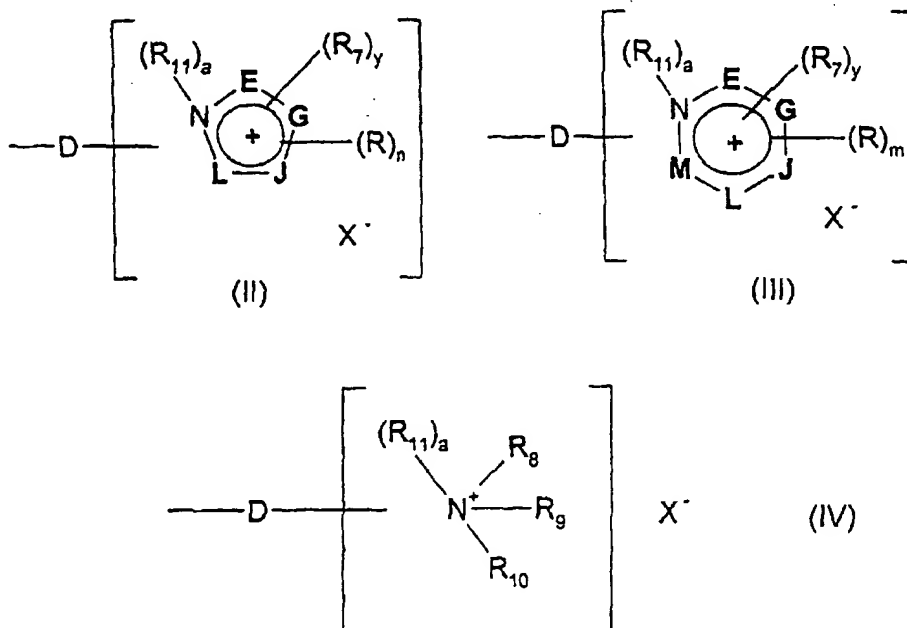 (R₁₁)ₐ E (R₇)ᵧ
N G
D + (R)ₙ
L J
X⁻
(II)
(R₁₁)ₐ E (R₇)ᵧ
N G
D + (R)ₘ
M J
L
X⁻
(III)
(R₁₁)ₐ R₈
D N⁺ R₉ X⁻ (IV)
R₁₀